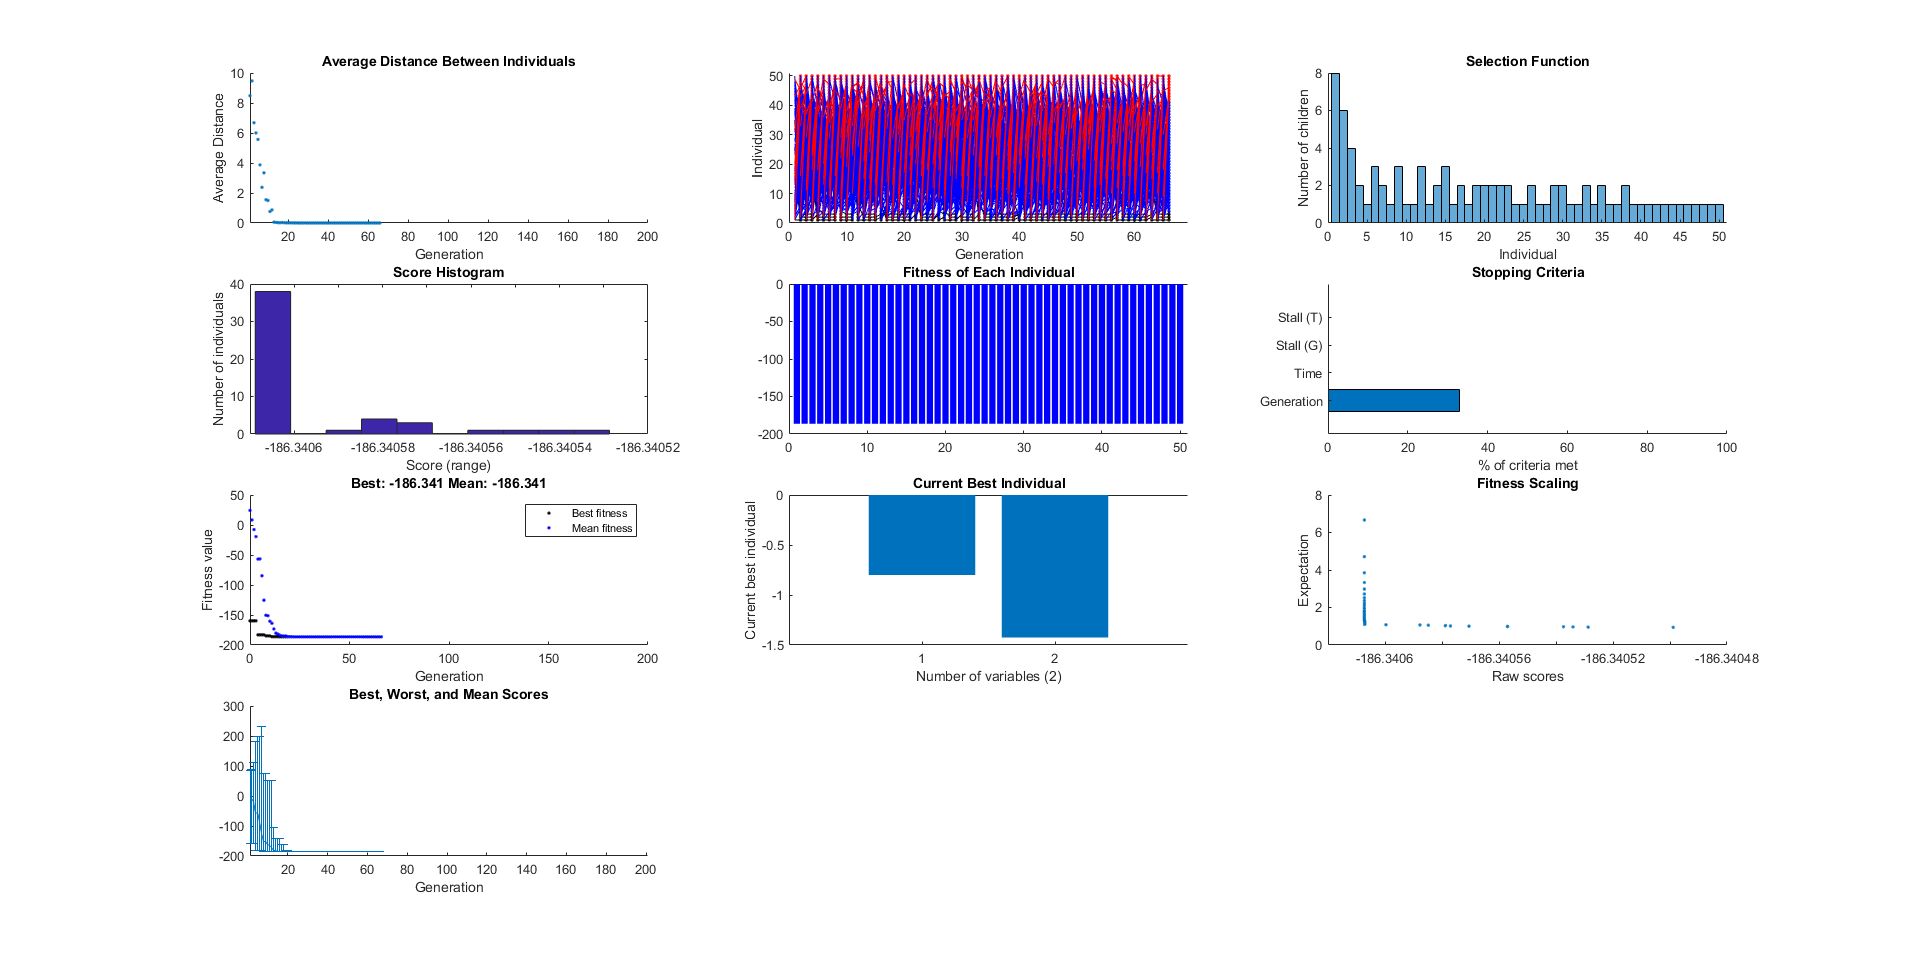 Average Distance Between Individuals
10
8
6
4
2
0
Average Distance
20 40 60 80 100 120 140 160 180 200
Generation
50
40
30
20
10
0
Individual
0 10 20 30 40 50 60
Generation
Selection Function
8
6
4
2
0
Number of children
0 5 10 15 20 25 30 35 40 45 50
Individual
Score Histogram
40
30
20
10
0
Number of individuals
-186.3406 -186.34058 -186.34056 -186.34054 -186.34052
Score (range)
Fitness of Each Individual
0
-50
-100
-150
-200
0 10 20 30 40 50
Stopping Criteria
Stall (T)
Stall (G)
Time
Generation
0 20 40 60 80 100
% of criteria met
Best: -186.341 Mean: -186.341
50
0
-50
-100
-150
-200
Fitness value
Best fitness
Mean fitness
0 50 100 150 200
Generation
Current Best Individual
0
-0.5
-1
-1.5
Current best individual
1 2
Number of variables (2)
Fitness Scaling
8
6
4
2
0
Expectation
-186.3406 -186.34056 -186.34052 -186.34048
Raw scores
Best, Worst, and Mean Scores
300
200
100
0
-100
-200
20 40 60 80 100 120 140 160 180 200
Generation